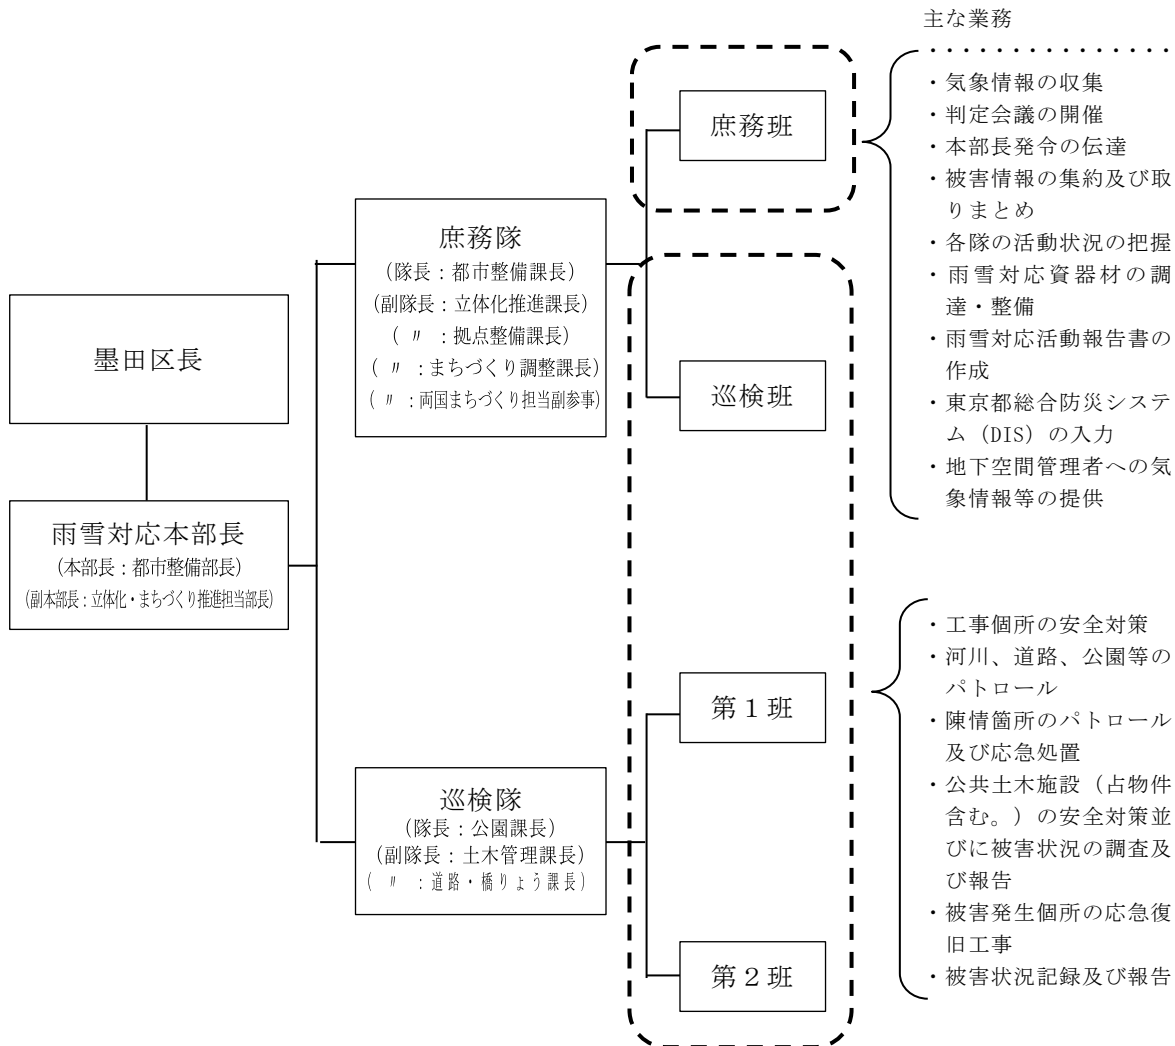 主な業務
・・・・・・・・・・・・・・・
・気象情報の収集
・判定会議の開催
・本部長発令の伝達
・被害情報の集約及び取
りまとめ
・各隊の活動状況の把握
・雨雪対応資器材の調
達・整備
・雨雪対応活動報告書の
作成
・東京都総合防災システ
ム（DIS）の入力
・地下空間管理者への気
象情報等の提供
庶務班
庶務隊
(隊長：都市整備課長)
(副隊長：立体化推進課長)
(　〃　：拠点整備課長)
(　〃　：まちづくり調整課長)
(　〃　：両国まちづくり担当副参事)
墨田区長
巡検班
雨雪対応本部長
(本部長：都市整備部長)
(副本部長：立体化・まちづくり推進担当部長)
・工事個所の安全対策
・河川、道路、公園等の
パトロール
・陳情箇所のパトロール
及び応急処置
・公共土木施設（占物件
含む。）の安全対策並
びに被害状況の調査及
び報告
・被害発生個所の応急復
旧工事
・被害状況記録及び報告
第１班
巡検隊
(隊長：公園課長)
(副隊長：土木管理課長)
(　〃　：道路・橋りょう課長)
第２班